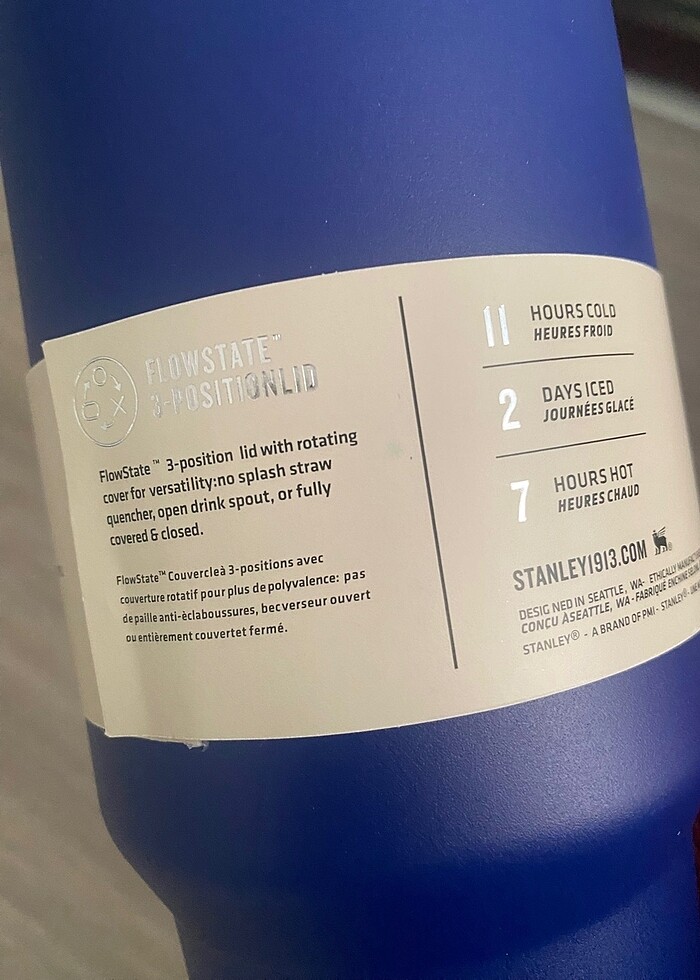 FLOWSTATE™
3-POSITIONLID
FlowState™ 3-position lid with rotating
cover for versatility:no splash straw
quencher, open drink spout, or fully
covered & closed.
FlowState™ Couvercleà 3-positions avec
couverture rotatif pour plus de polyvalence: pas
de paille anti-èclaboussures, becverseur ouvert
ou entièrement couvertet fermé.
11 HOURS COLD
HEURES FROID
2 DAYS ICED
JOURNÉES GLACÉ
7 HOURS HOT
HEURES CHAUD
STANLEY1913.COM
DESIG NED IN SEATTLE, WA- ETHICALLY
CONÇU ÀSEATTLE, WA -FABRIQUÉ
STANLEY® - A BRAND OF PMI - STANLEY®-